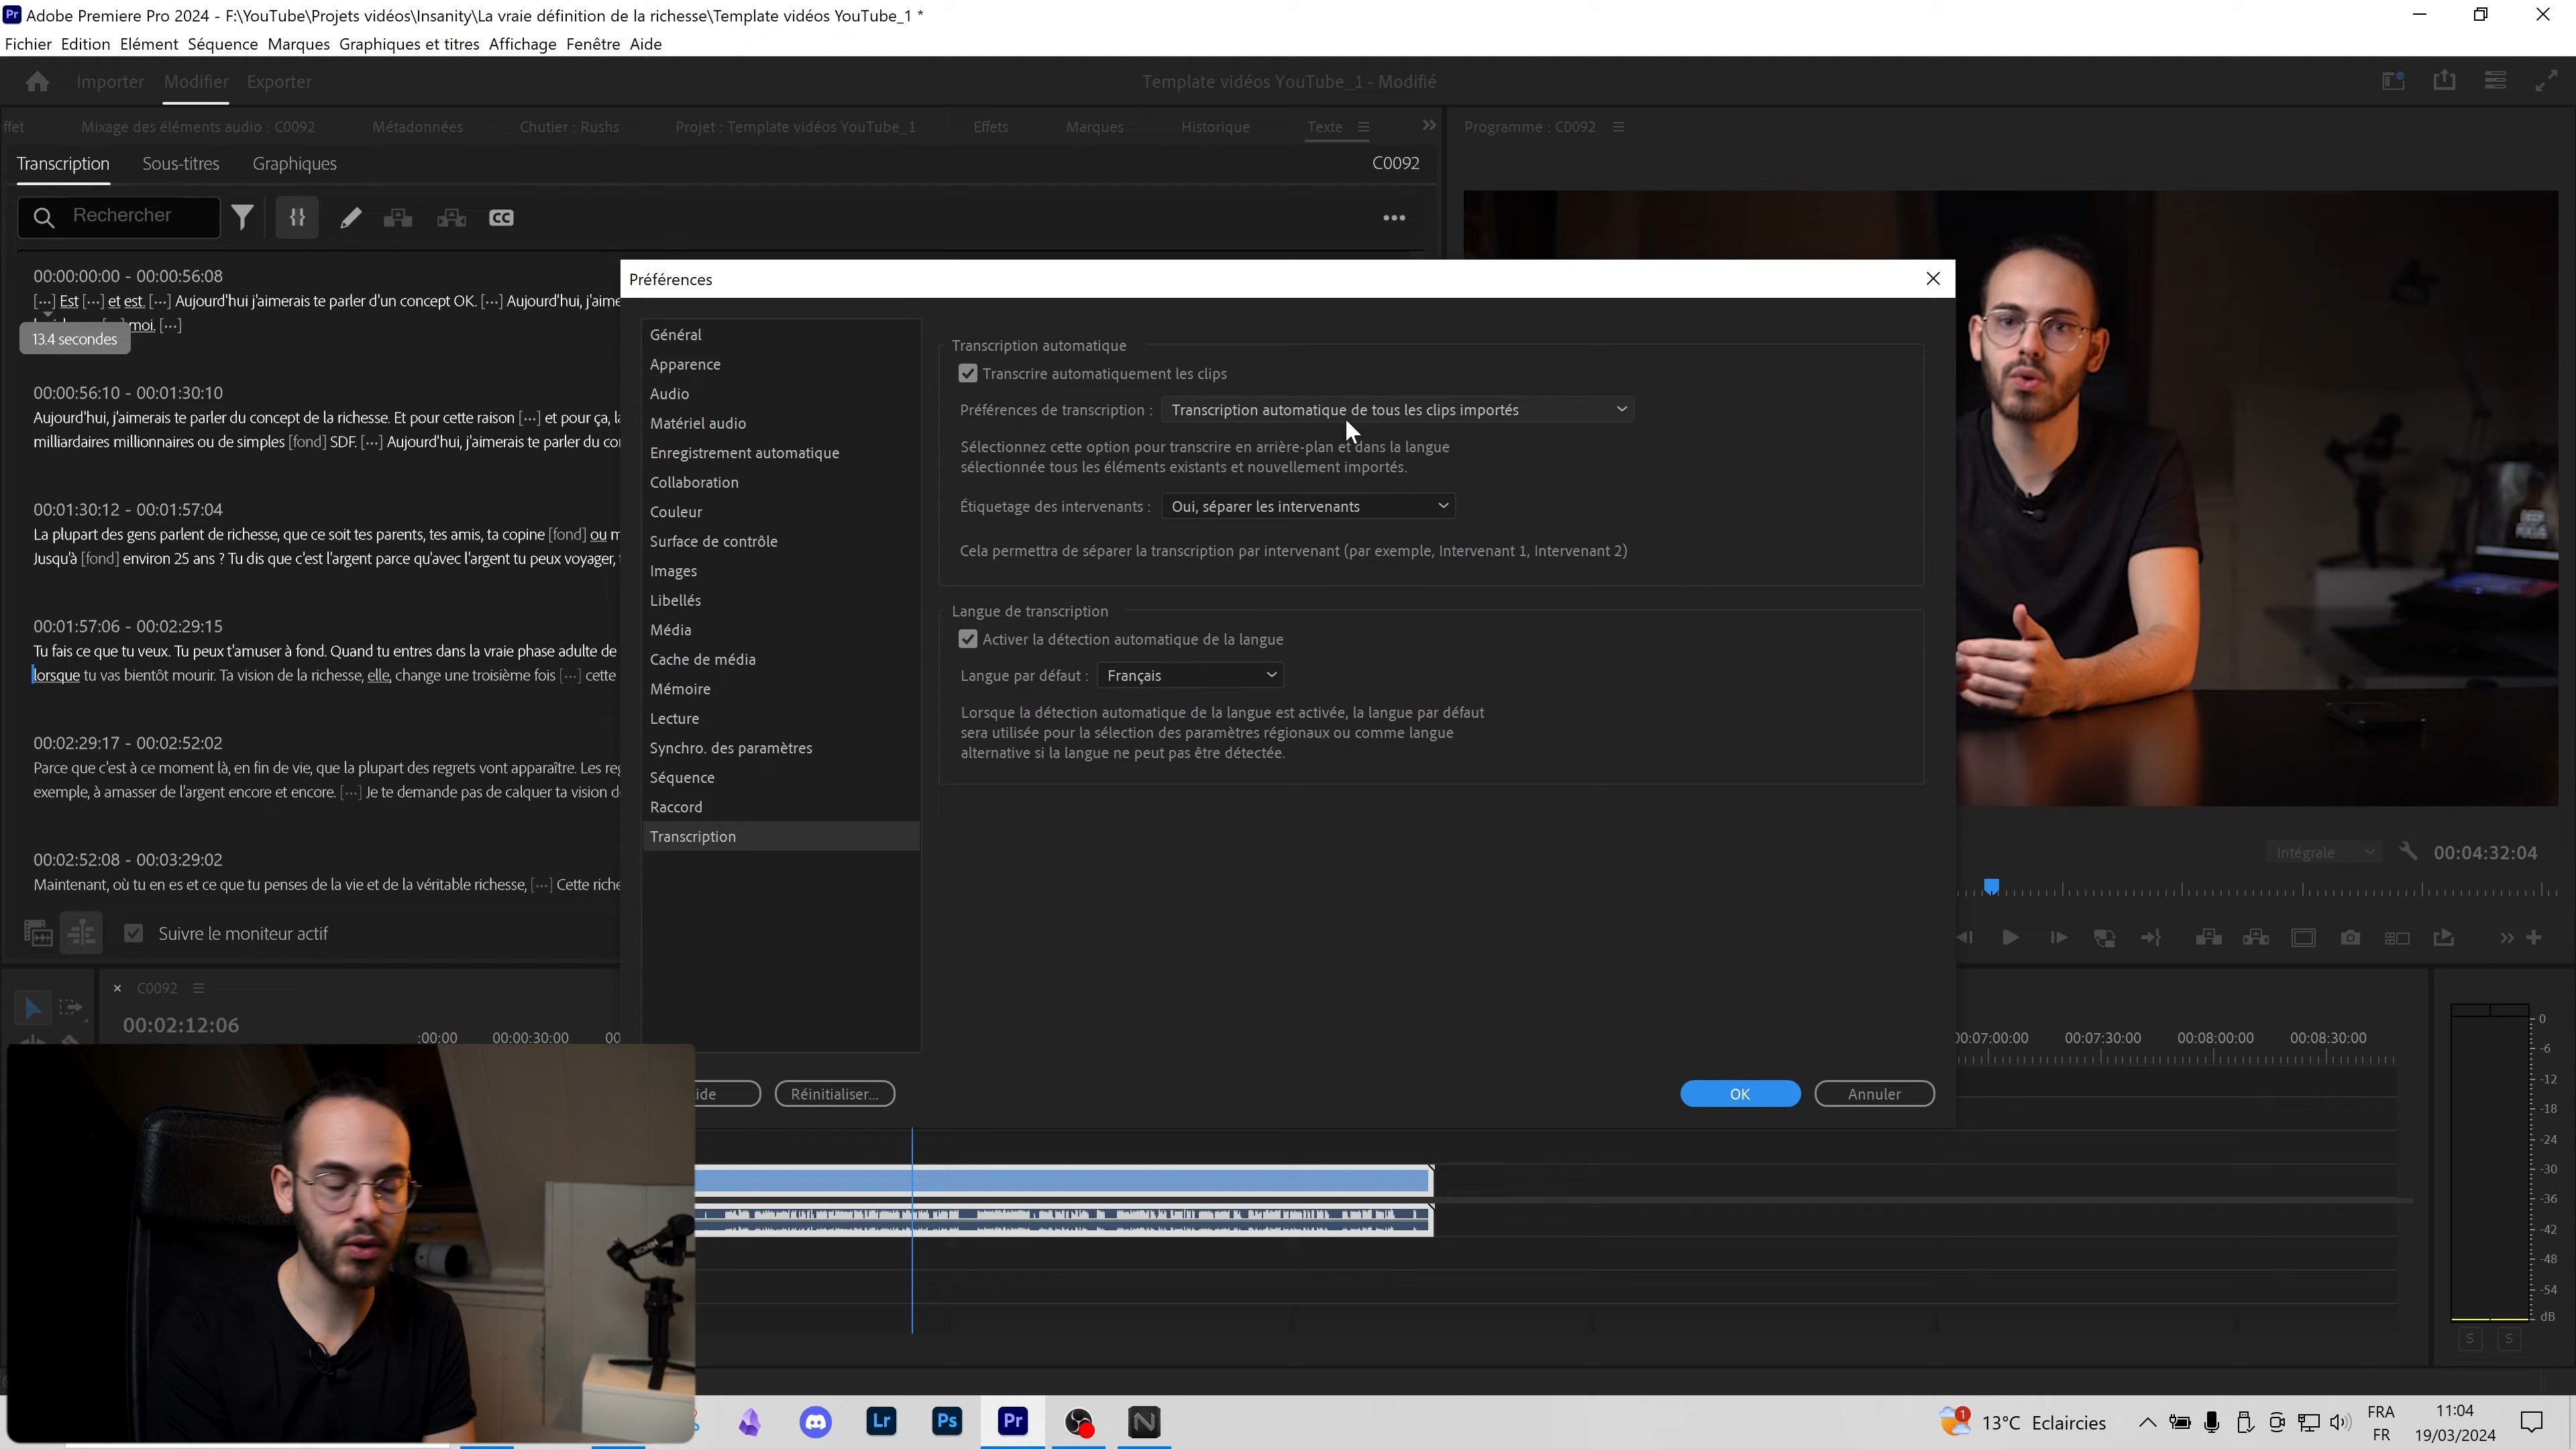 Adobe Premiere Pro 2024 - F:\YouTube\Projets vidéos\Insanity\La vraie définition de la richesse\Template vidéos YouTube_1 *
Fichier Edition Elément Séquence Marques Graphiques et titres Affichage Fenêtre Aide
Importer Modifier Exporter
Template vidéos YouTube_1 - Modifié
ffet Mixage des éléments audio : C0092 Métadonnées Chutier : Rushs Projet : Template vidéos YouTube_1 Effets Marques Historique Texte
Programme : C0092
Transcription Sous-titres Graphiques
C0092
Rechercher
CC
00:00:00:00 - 00:00:56:08
[···] Est [···] et est. [···] Aujourd'hui j'aimerais te parler d'un concept OK. [···] Aujourd'hui, j'aime
moi. [···]
13.4 secondes
00:00:56:10 - 00:01:30:10
Aujourd'hui, j'aimerais te parler du concept de la richesse. Et pour cette raison [···] et pour ça, la
milliardaires millionnaires ou de simples [fond] SDF. [···] Aujourd'hui, j'aimerais te parler du co
00:01:30:12 - 00:01:57:04
La plupart des gens parlent de richesse, que ce soit tes parents, tes amis, ta copine [fond] ou m
Jusqu'à [fond] environ 25 ans ? Tu dis que c'est l'argent parce qu'avec l'argent tu peux voyager,
00:01:57:06 - 00:02:29:15
Tu fais ce que tu veux. Tu peux t'amuser à fond. Quand tu entres dans la vraie phase adulte de
lorsque tu vas bientôt mourir. Ta vision de la richesse, elle, change une troisième fois [···] cette
00:02:29:17 - 00:02:52:02
Parce que c'est à ce moment là, en fin de vie, que la plupart des regrets vont apparaître. Les reg
exemple, à amasser de l'argent encore et encore. [···] Je te demande pas de calquer ta vision d
00:02:52:08 - 00:03:29:02
Maintenant, où tu en es et ce que tu penses de la vie et de la véritable richesse, [···] Cette riche
Suivre le moniteur actif
Préférences
Général
Apparence
Audio
Matériel audio
Enregistrement automatique
Collaboration
Couleur
Surface de contrôle
Images
Libellés
Média
Cache de média
Mémoire
Lecture
Synchro. des paramètres
Séquence
Raccord
Transcription
Transcription automatique
Transcrire automatiquement les clips
Préférences de transcription : Transcription automatique de tous les clips importés
Sélectionnez cette option pour transcrire en arrière-plan et dans la langue
sélectionnée tous les éléments existants et nouvellement importés.
Étiquetage des intervenants : Oui, séparer les intervenants
Cela permettra de séparer la transcription par intervenant (par exemple, Intervenant 1, Intervenant 2)
Langue de transcription
Activer la détection automatique de la langue
Langue par défaut : Français
Lorsque la détection automatique de la langue est activée, la langue par défaut
sera utilisée pour la sélection des paramètres régionaux ou comme langue
alternative si la langue ne peut pas être détectée.
ide Réinitialiser... OK Annuler
Intégrale 00:04:32:04
C0092
00:02:12:06
:00:00 00:00:30:00 00 00:07:00:00 00:07:30:00 00:08:00:00 00:08:30:00
0
-6
-12
-18
-24
-30
-36
-42
-48
-54
dB
S S
RONIN
Lr Ps Pr N
1
13°C Eclaircies
FRA
FR
11:04
19/03/2024